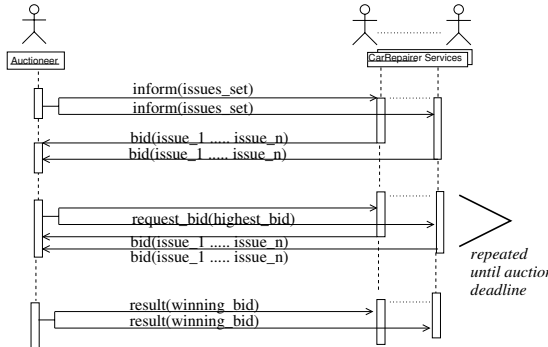 Auctioneer
CarRepairer Services
inform(issues_set)
inform(issues_set)
bid(issue_1 ..... issue_n)
bid(issue_1 ..... issue_n)
request_bid(highest_bid)
bid(issue_1 ..... issue_n)
bid(issue_1 ..... issue_n)
repeated
until auction
deadline
result(winning_bid)
result(winning_bid)